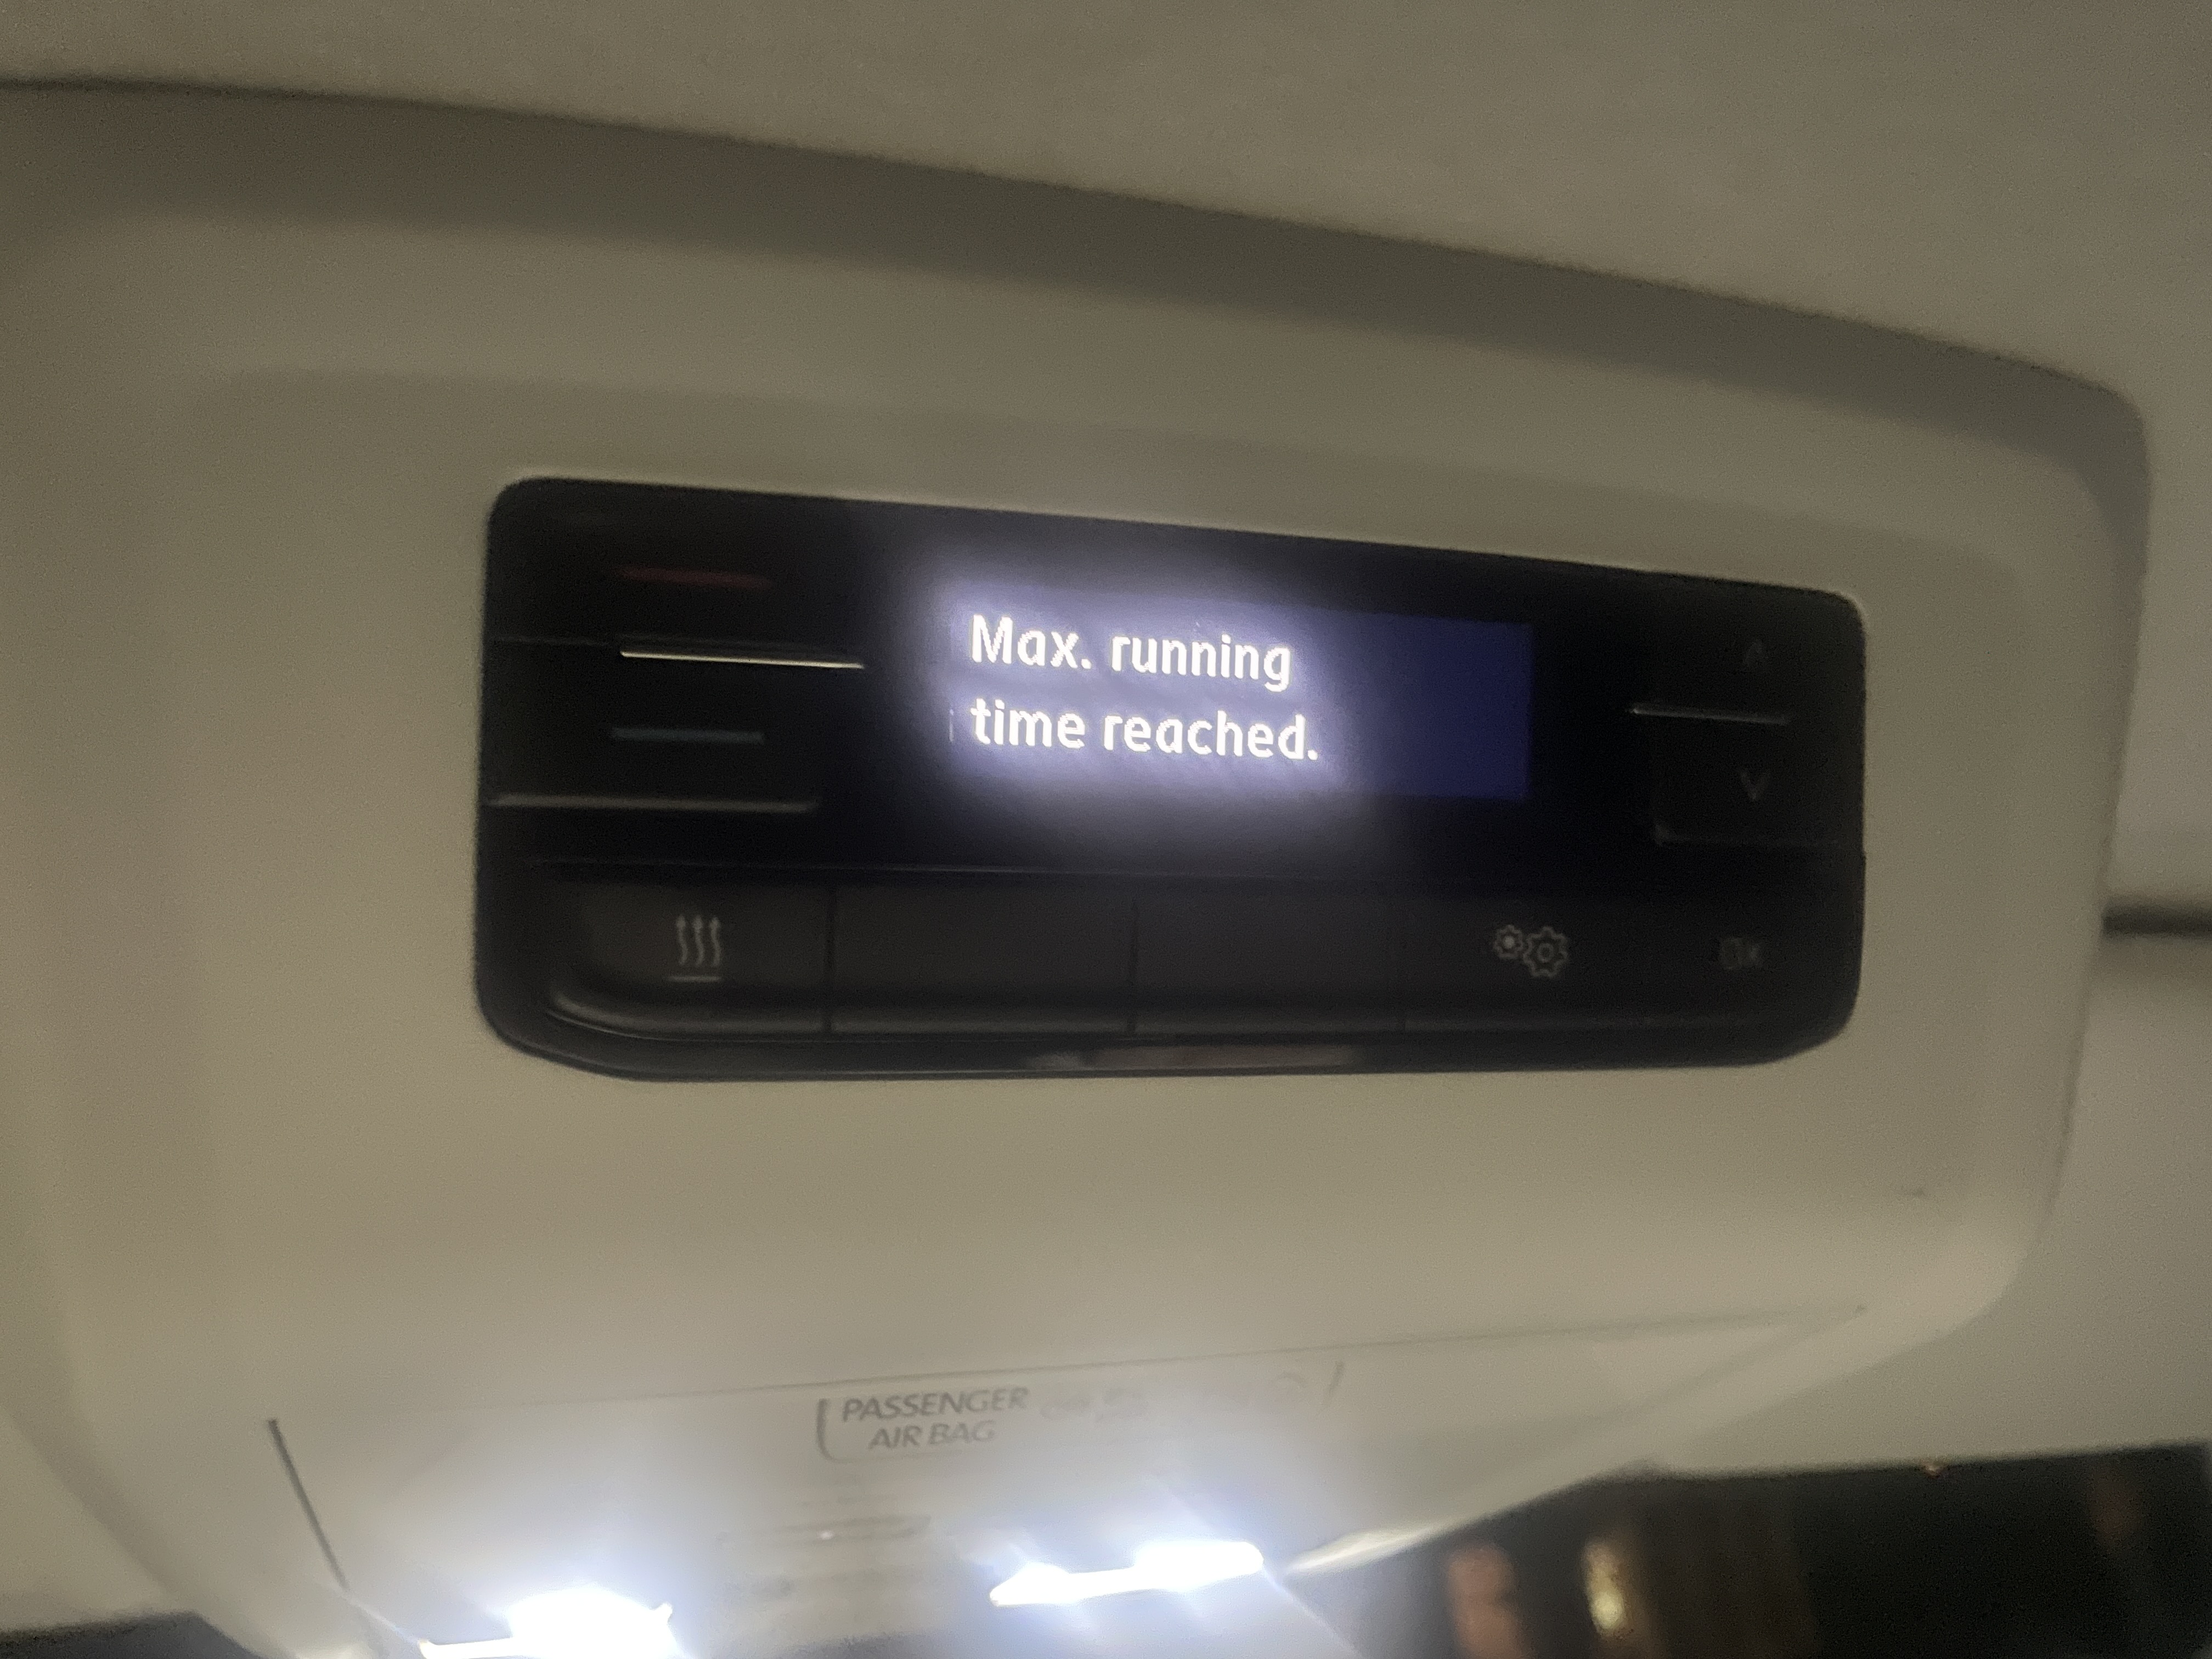 Max. running
time reached.
PASSENGER
AIR BAG